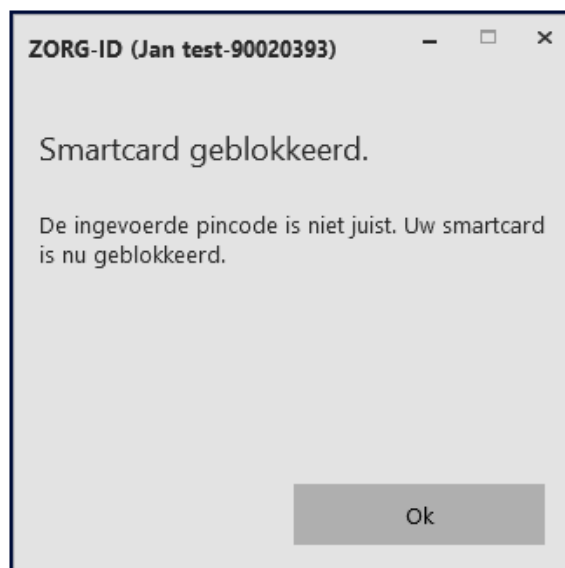 ZORG-ID (Jan test-90020393)
Smartcard geblokkeerd.
De ingevoerde pincode is niet juist. Uw smartcard
is nu geblokkeerd.
Ok